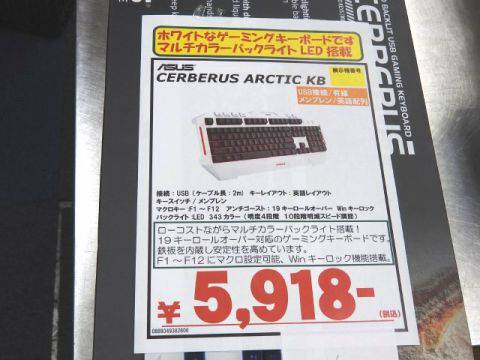 ホワイトなゲーミングキーボードです
マルチカラーバックライト LED 搭載
ASUS
CERBERUS ARCTIC KB
展示機番号
USB接続/有線
メンブレン/英語配列
接続:USB(ケーブル長:2m) キーレイアウト:英語レイアウト
キースイッチ/メンブレン
マクロキー:F1~F12 アンチゴースト:19キーロールオーバー Winキーロック
バックライト:LED 343カラー(明度4段階 10段階明滅スピード調節)
ローコストながらマルチカラーバックライト搭載!
19キーロールオーバー対応のゲーミングキーボードです。
鉄板を内蔵し安定性を高めています。
F1~F12にマクロ設定可能、Winキーロック機能搭載。
¥5,918-
(税込)
BACKLIT USB GAMING KEYBOARD
CERBERUS